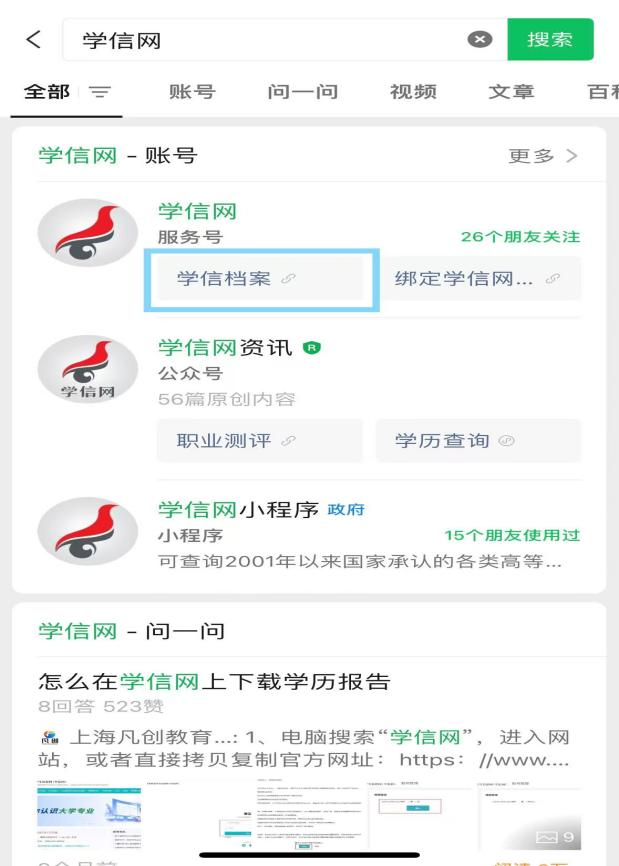 学信网
搜索
全部 账号 问一问 视频 文章
学信网 - 账号 更多
学信网
服务号 26个朋友关注
学信档案 绑定学信网...
学信网资讯
学信网
公众号
56篇原创内容
职业测评 学历查询
学信网小程序 政府
小程序 15个朋友使用过
可查询2001年以来国家承认的各类高等...
学信网 - 问一问
怎么在学信网上下载学历报告
8回答 523赞
上海凡创教育...: 1、电脑搜索“学信网”，进入网
站，或者直接拷贝复制官方网址：https：//www....
认识大学专业
9